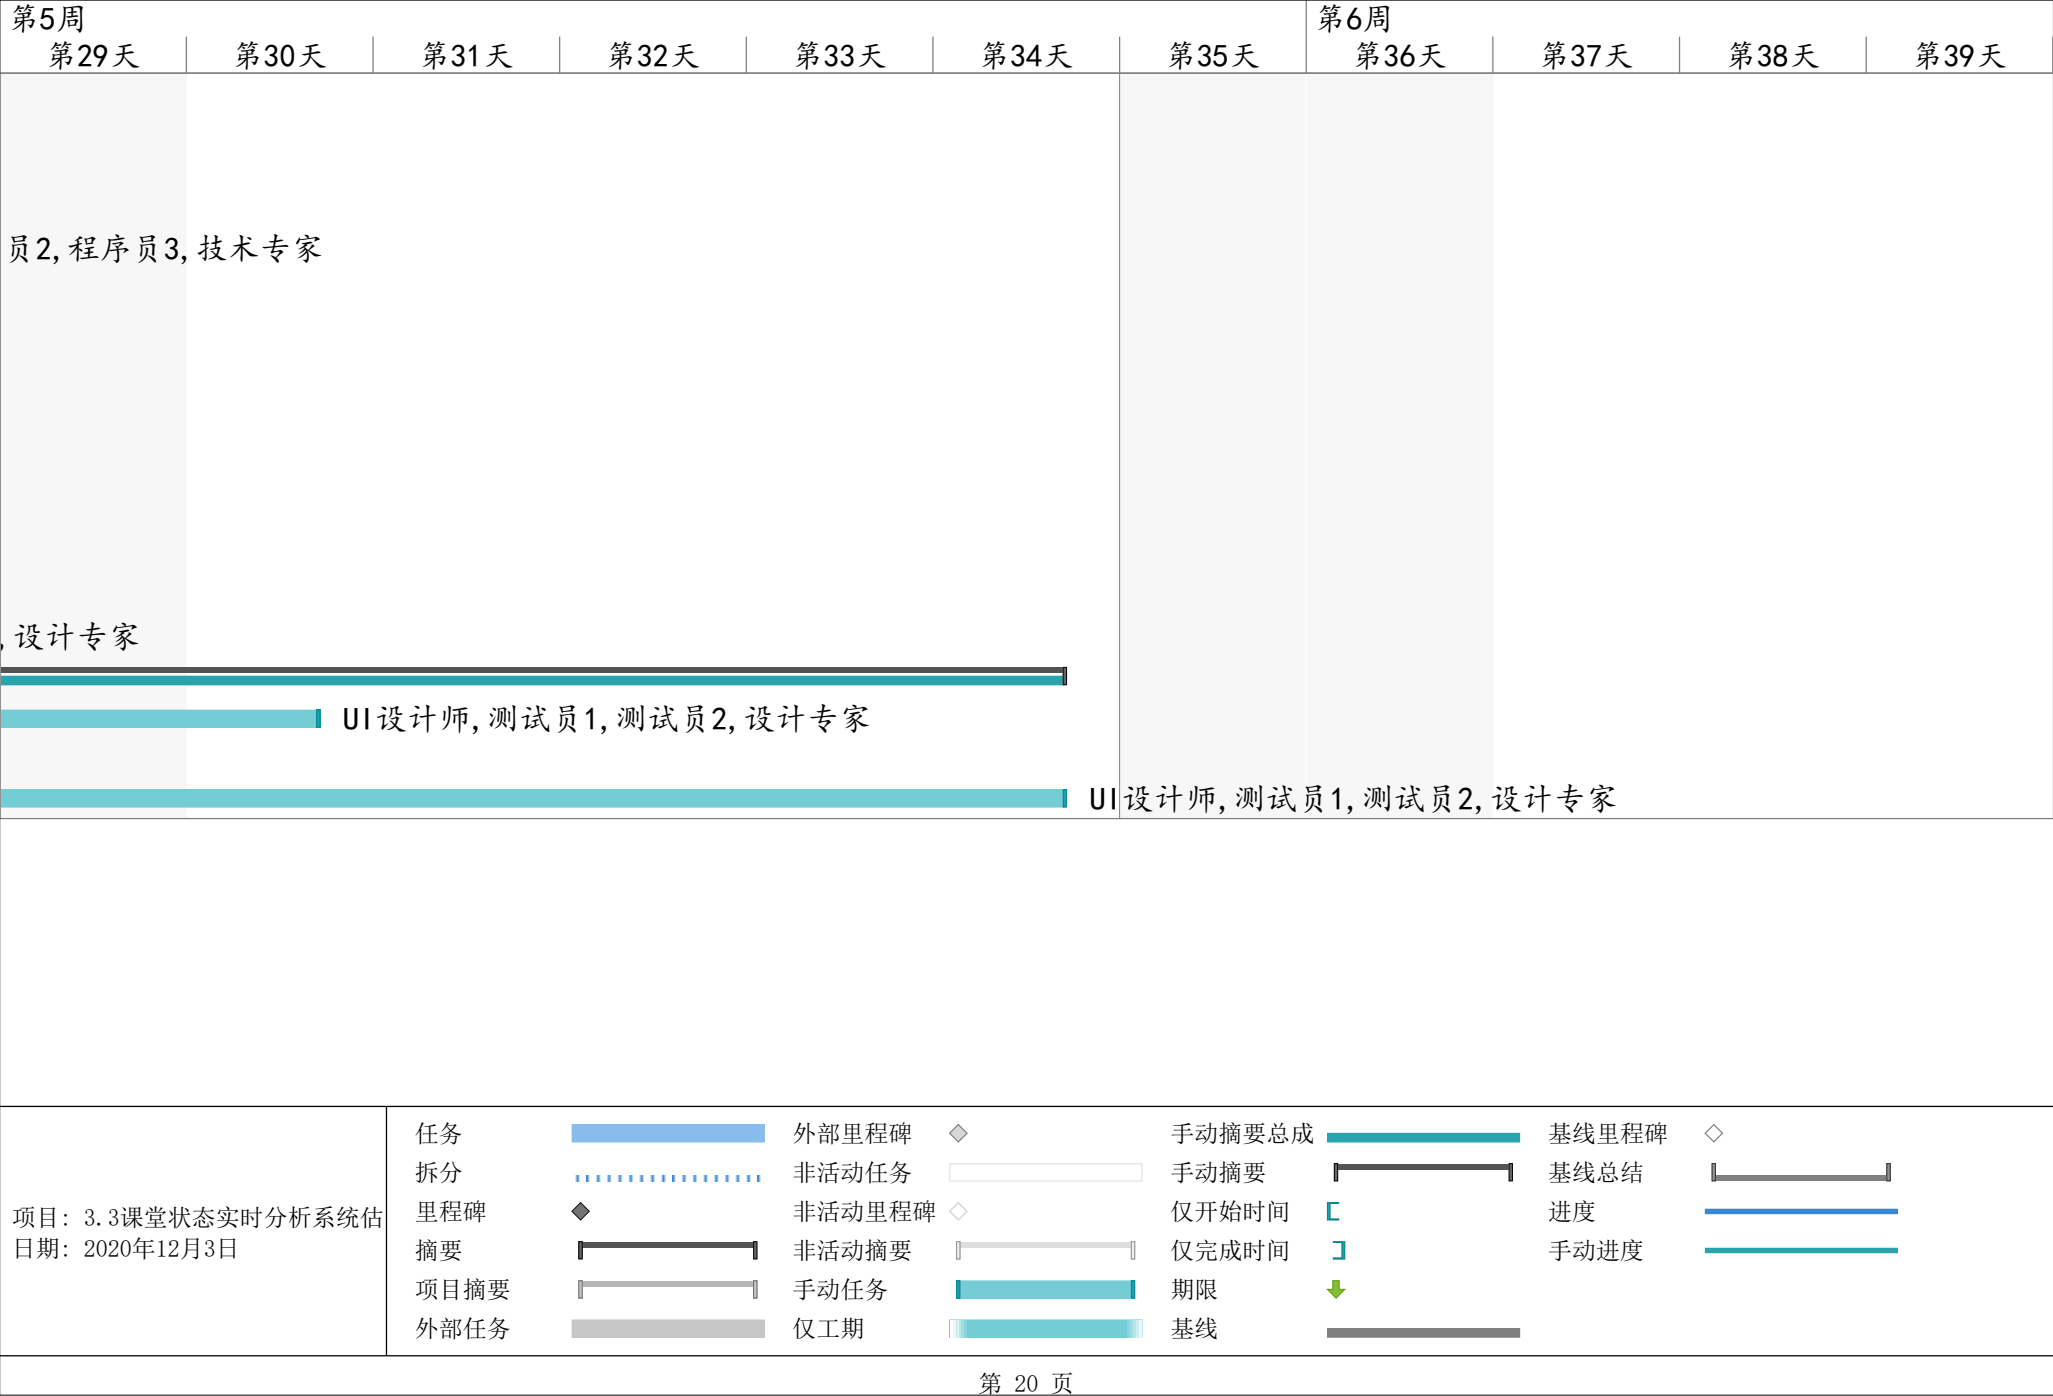 第5周 第6周
第29天 第30天 第31天 第32天 第33天 第34天 第35天 第36天 第37天 第38天 第39天
员2,程序员3,技术专家
,设计专家
UI设计师,测试员1,测试员2,设计专家
UI设计师,测试员1,测试员2,设计专家
项目: 3.3课堂状态实时分析系统估
日期: 2020年12月3日
任务 外部里程碑 手动摘要总成 基线里程碑
拆分 非活动任务 手动摘要 基线总结
里程碑 非活动里程碑 仅开始时间 进度
摘要 非活动摘要 仅完成时间 手动进度
项目摘要 手动任务 期限
外部任务 仅工期 基线
第 20 页